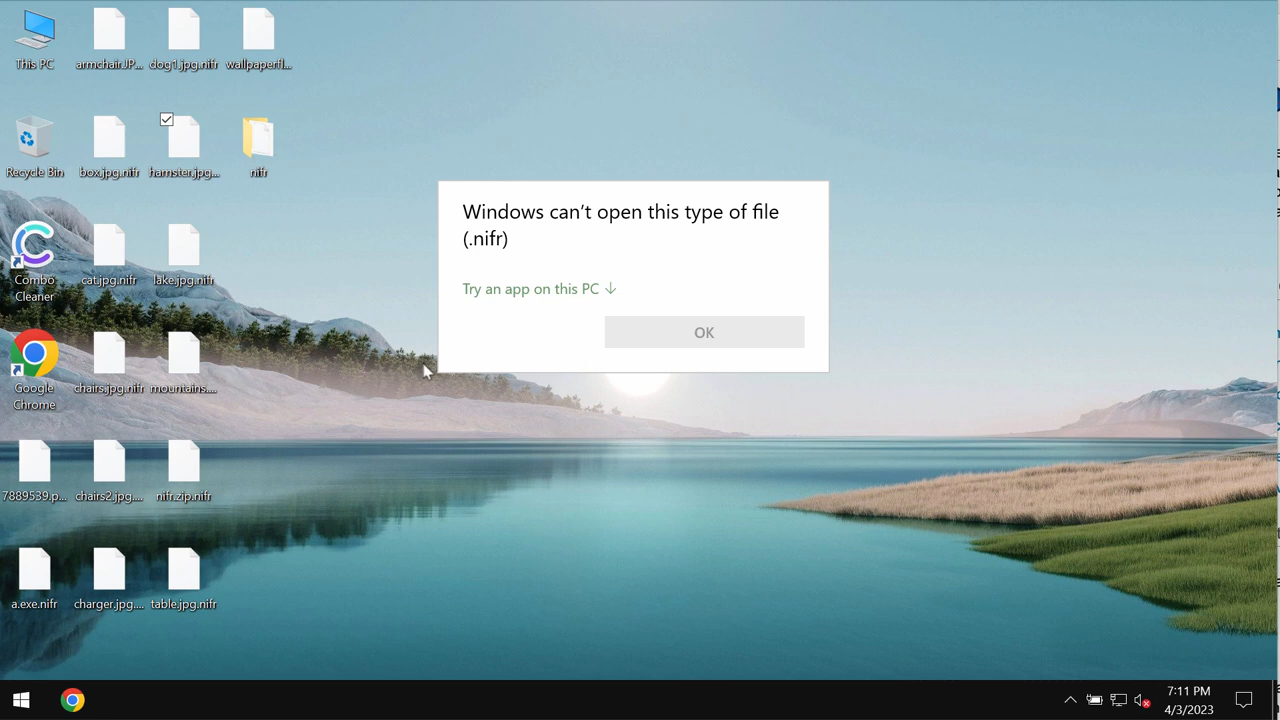 This PC
armchair.JP...
dog1.jpg.nifr
wallpaperfl...
Recycle Bin
box.jpg.nifr
hamster.jpg...
nifr
Windows can't open this type of file
(.nifr)
Try an app on this PC
OK
Combo
Cleaner
cat.jpg.nifr
lake.jpg.nifr
Google
Chrome
chairs.jpg.nifr
mountains....
7889539.p...
chairs2.jpg....
nifr.zip.nifr
a.exe.nifr
charger.jpg....
table.jpg.nifr
7:11 PM
4/3/2023